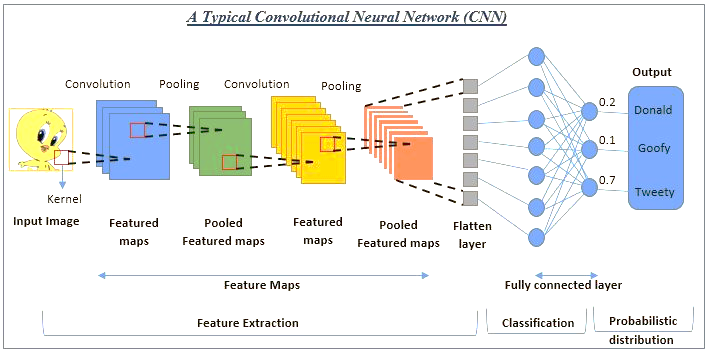 A Typical Convolutional Neural Network (CNN)
Convolution
Pooling
Convolution
Pooling
Output
0.2
Donald
0.1
Goofy
0.7
Tweety
Kernel
Input Image
Featured
maps
Pooled
Featured maps
Featured
maps
Pooled
Featured maps
Flatten
layer
Feature Maps
Fully connected layer
Feature Extraction
Classification
Probabilistic
distribution